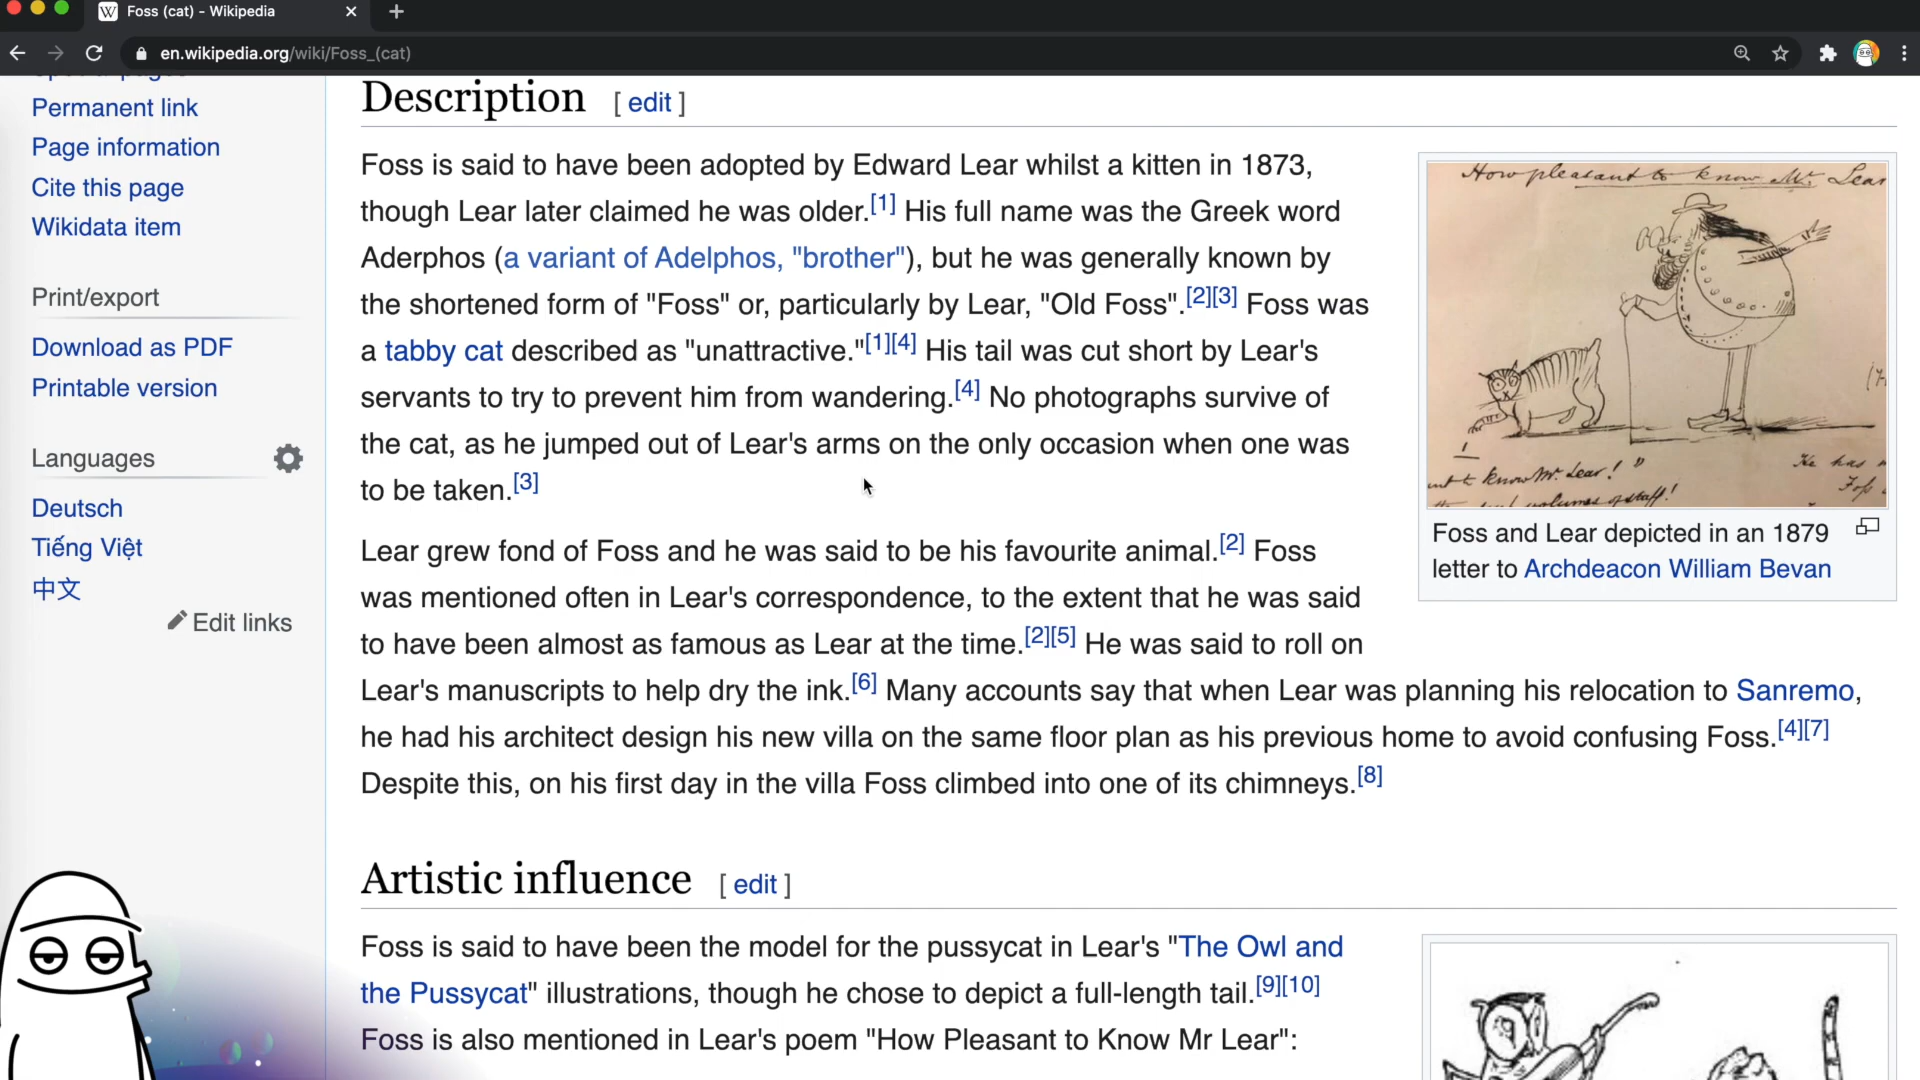 Foss (cat) - Wikipedia
en.wikipedia.org/wiki/Foss_(cat)
Permanent link
Page information
Cite this page
Wikidata item
Print/export
Download as PDF
Printable version
Languages
Deutsch
Tiếng Việt
中文
Edit links
Description [ edit ]
Foss is said to have been adopted by Edward Lear whilst a kitten in 1873,
though Lear later claimed he was older.[1] His full name was the Greek word
Aderphos (a variant of Adelphos, "brother"), but he was generally known by
the shortened form of "Foss" or, particularly by Lear, "Old Foss".[2][3] Foss was
a tabby cat described as "unattractive."[1][4] His tail was cut short by Lear's
servants to try to prevent him from wandering.[4] No photographs survive of
the cat, as he jumped out of Lear's arms on the only occasion when one was
to be taken.[3]
How pleasant to know Mr. Lear
know Mr. Lear! "
volumes of stuff!
He has
Foss and Lear depicted in an 1879
letter to Archdeacon William Bevan
Lear grew fond of Foss and he was said to be his favourite animal.[2] Foss
was mentioned often in Lear's correspondence, to the extent that he was said
to have been almost as famous as Lear at the time.[2][5] He was said to roll on
Lear's manuscripts to help dry the ink.[6] Many accounts say that when Lear was planning his relocation to Sanremo,
he had his architect design his new villa on the same floor plan as his previous home to avoid confusing Foss.[4][7]
Despite this, on his first day in the villa Foss climbed into one of its chimneys.[8]
Artistic influence [ edit ]
Foss is said to have been the model for the pussycat in Lear's "The Owl and
the Pussycat" illustrations, though he chose to depict a full-length tail.[9][10]
Foss is also mentioned in Lear's poem "How Pleasant to Know Mr Lear":